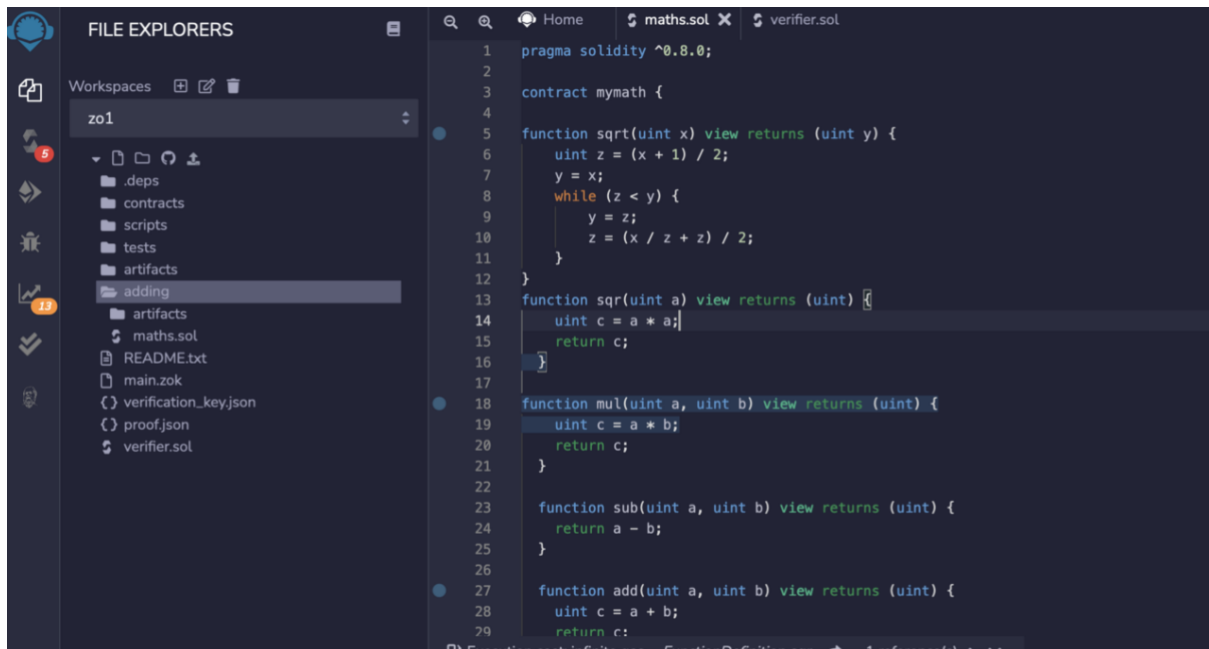 FILE EXPLORERS
Workspaces
zo1
.deps
contracts
scripts
tests
artifacts
adding
artifacts
maths.sol
README.txt
main.zok
verification_key.json
proof.json
verifier.sol
5
13
Home
maths.sol
verifier.sol
1 pragma solidity ^0.8.0;
2
3 contract mymath {
4
5 function sqrt(uint x) view returns (uint y) {
6 uint z = (x + 1) / 2;
7 y = x;
8 while (z < y) {
9 y = z;
10 z = (x / z + z) / 2;
11 }
12 }
13 function sqr(uint a) view returns (uint) {
14 uint c = a * a;
15 return c;
16 }
17
18 function mul(uint a, uint b) view returns (uint) {
19 uint c = a * b;
20 return c;
21 }
22
23 function sub(uint a, uint b) view returns (uint) {
24 return a - b;
25 }
26
27 function add(uint a, uint b) view returns (uint) {
28 uint c = a + b;
29 return c;